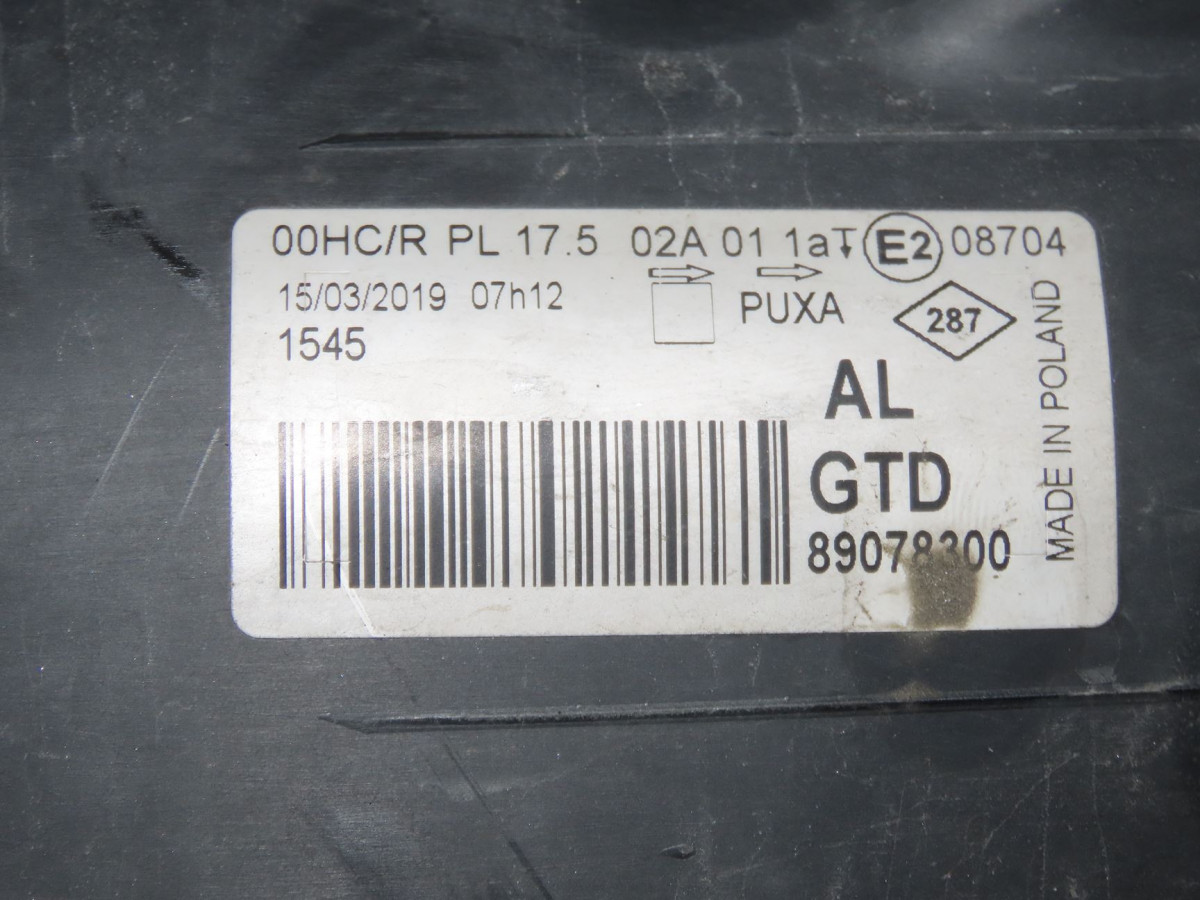 00HC/R PL 17.5 02A 01 1a E2 08704
15/03/2019 07h12 PUXA 287
1545
AL
GTD
89078300
MADE IN POLAND